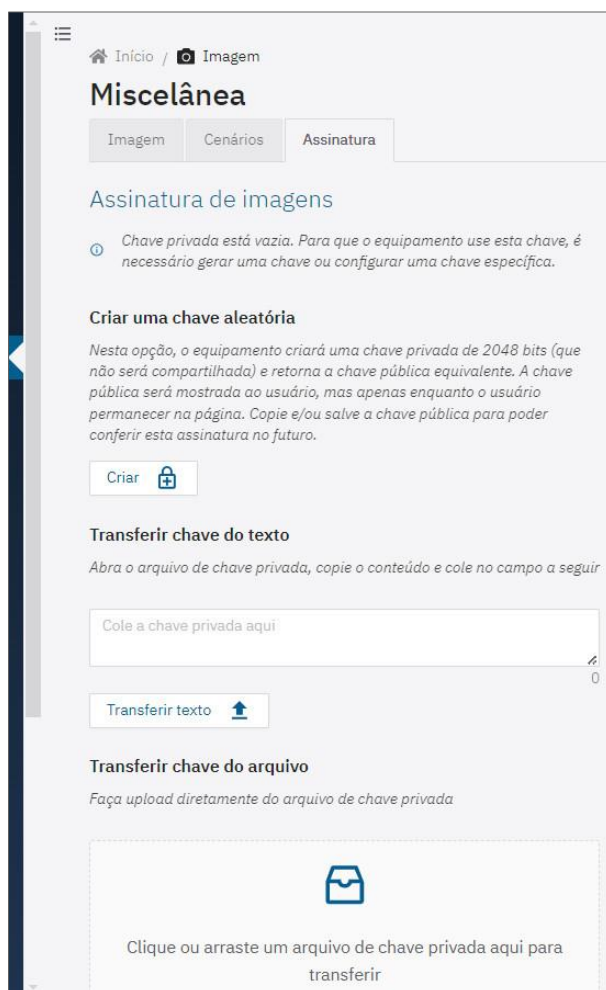 Início / Imagem
Miscelânea
Imagem Cenários Assinatura
Assinatura de imagens
Chave privada está vazia. Para que o equipamento use esta chave, é
necessário gerar uma chave ou configurar uma chave específica.
Criar uma chave aleatória
Nesta opção, o equipamento criará uma chave privada de 2048 bits (que
não será compartilhada) e retorna a chave pública equivalente. A chave
pública será mostrada ao usuário, mas apenas enquanto o usuário
permanecer na página. Copie e/ou salve a chave pública para poder
conferir esta assinatura no futuro.
Criar
Transferir chave do texto
Abra o arquivo de chave privada, copie o conteúdo e cole no campo a seguir
Cole a chave privada aqui
0
Transferir texto
Transferir chave do arquivo
Faça upload diretamente do arquivo de chave privada
Clique ou arraste um arquivo de chave privada aqui para
transferir